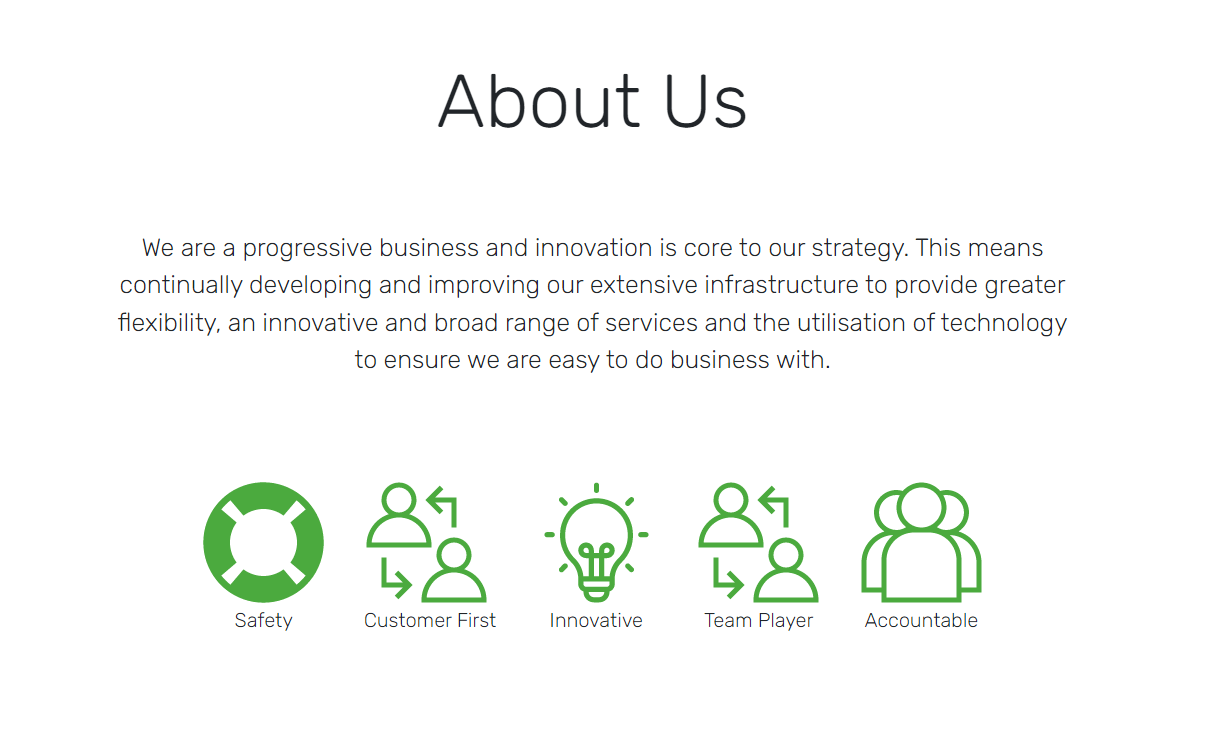 About Us
We are a progressive business and innovation is core to our strategy. This means
continually developing and improving our extensive infrastructure to provide greater
flexibility, an innovative and broad range of services and the utilisation of technology
to ensure we are easy to do business with.
Safety
Customer First
Innovative
Team Player
Accountable